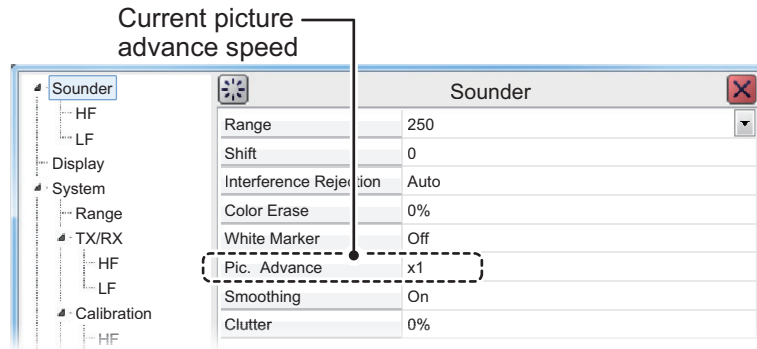 Current picture
advance speed
Sounder
HF
LF
Display
System
Range
TX/RX
HF
LF
Calibration
HF
Sounder
Range 250
Shift 0
Interference Rejection Auto
Color Erase 0%
White Marker Off
Pic. Advance x1
Smoothing On
Clutter 0%